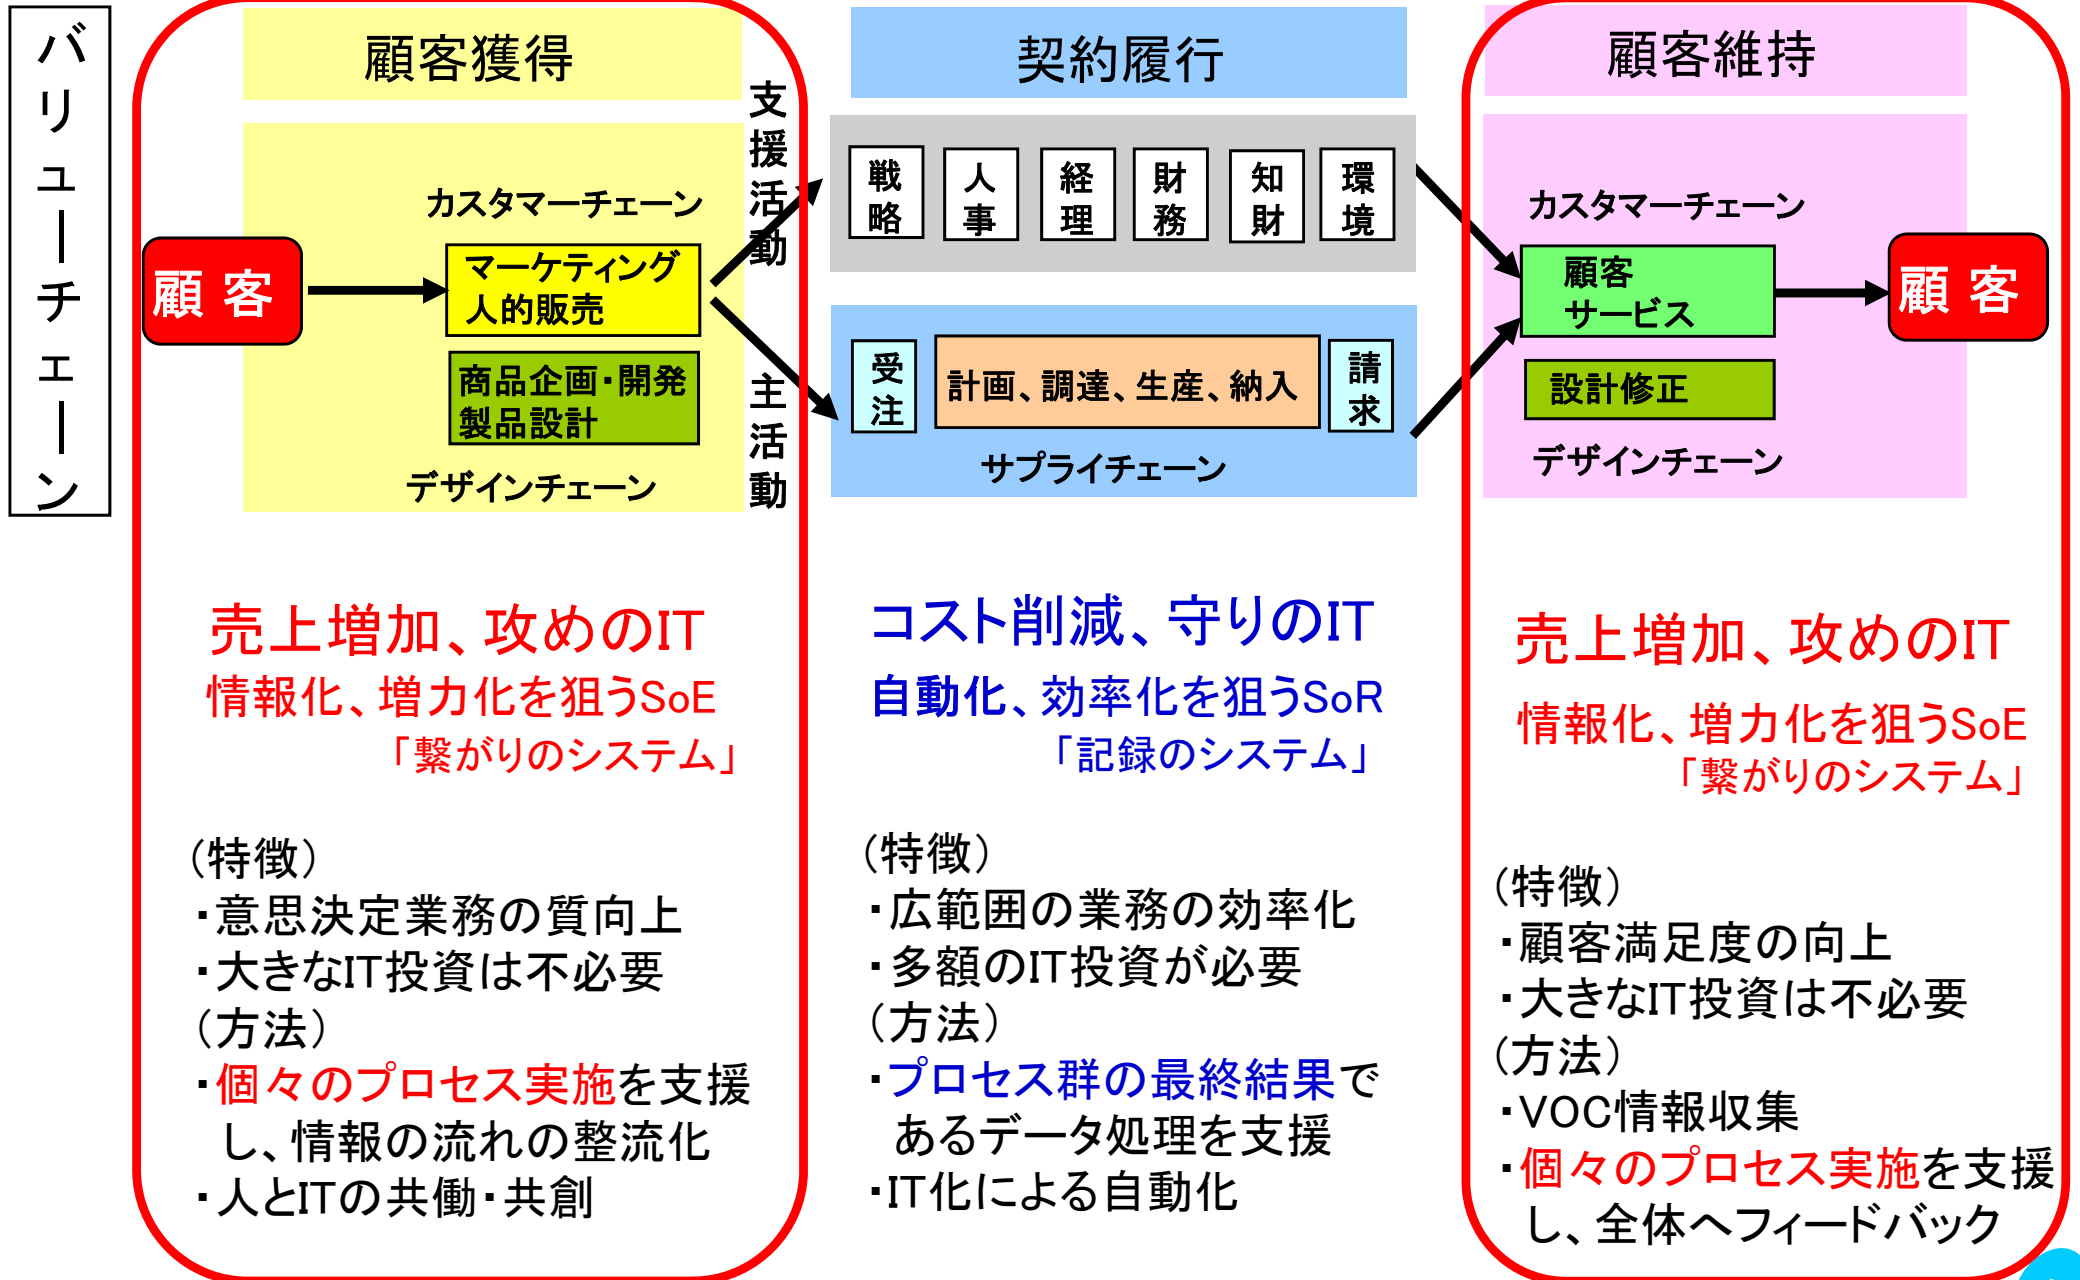 バリューチェーン
顧客獲得
支援活動
カスタマーチェーン
顧 客
マーケティング
人的販売
商品企画・開発
製品設計
デザインチェーン
主活動
契約履行
戦略
人事
経理
財務
知財
環境
受注
計画、調達、生産、納入
請求
サプライチェーン
顧客維持
カスタマーチェーン
顧客
サービス
設計修正
デザインチェーン
顧 客
売上増加、攻めのIT
情報化、増力化を狙うSoE
「繋がりのシステム」
（特徴）
・意思決定業務の質向上
・大きなIT投資は不必要
（方法）
・個々のプロセス実施を支援
し、情報の流れの整流化
・人とITの共働・共創
コスト削減、守りのIT
自動化、効率化を狙うSoR
「記録のシステム」
（特徴）
・広範囲の業務の効率化
・多額のIT投資が必要
（方法）
・プロセス群の最終結果で
あるデータ処理を支援
・IT化による自動化
売上増加、攻めのIT
情報化、増力化を狙うSoE
「繋がりのシステム」
（特徴）
・顧客満足度の向上
・大きなIT投資は不必要
（方法）
・VOC情報収集
・個々のプロセス実施を支援
し、全体へフィードバック